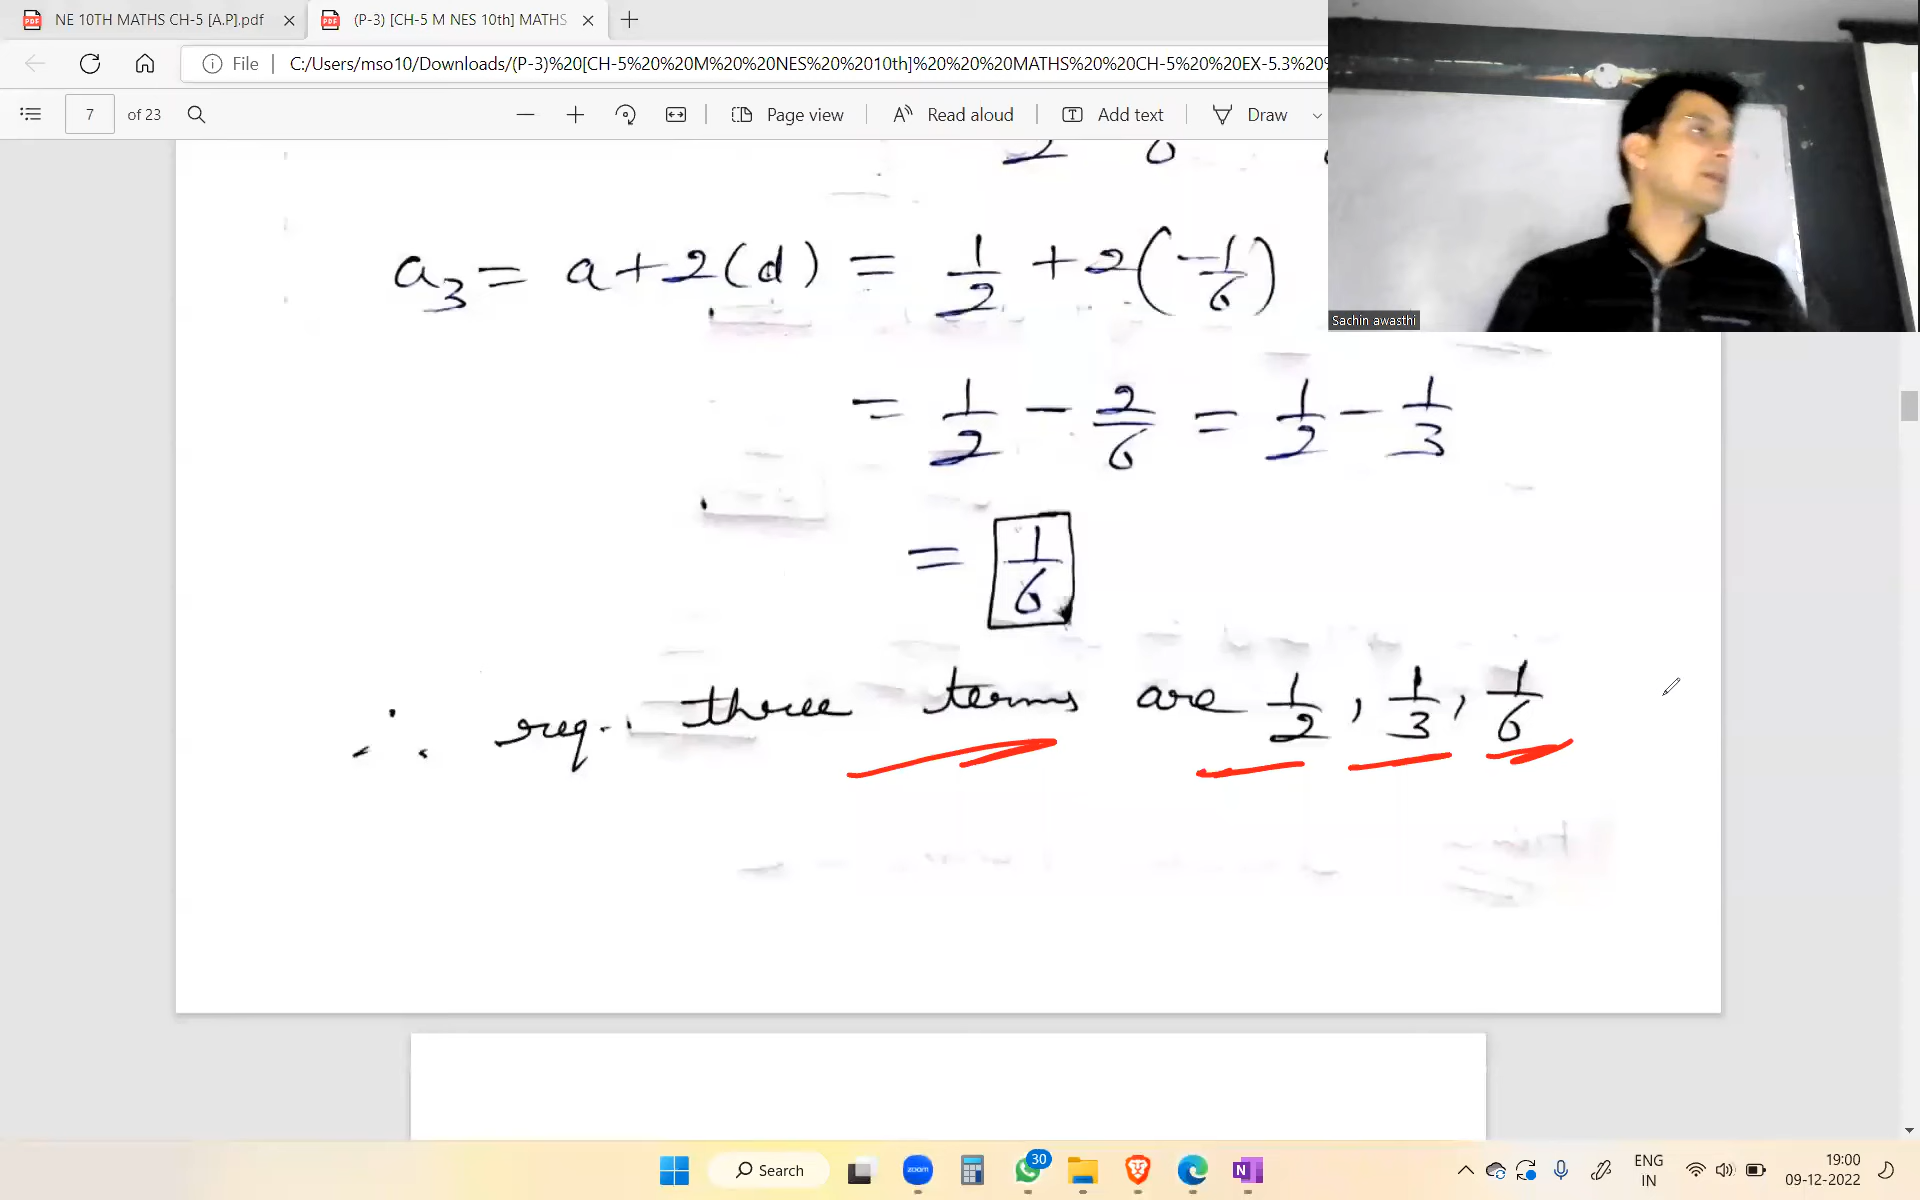 NE 10TH MATHS CH-5 [A.P].pdf
(P-3) [CH-5 M NES 10th] MATHS
File
C:/Users/mso10/Downloads/(P-3)%20[CH-5%20%20M%20%20NES%20%2010th]%20%20%20MATHS%20%20CH-5%20%20EX-5.3%20%
7 of 23
Page view
Read aloud
Add text
Draw
a₃ = a+2(d) = 1/2 + 2(-1/6)
= 1/2 - 2/6 = 1/2 - 1/3
= 1/6
∴ req. three terms are 1/2, 1/3, 1/6
Sachin awasthi
Search
zoom
30
N
ENG
IN
19:00
09-12-2022